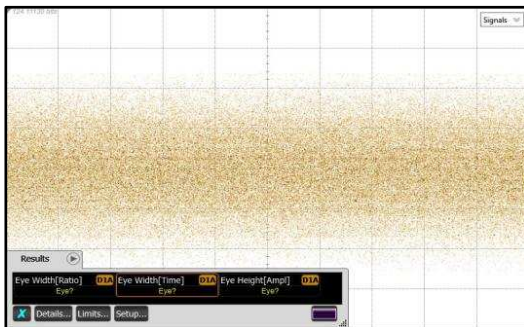 Signals
Results
Eye Width[Ratio] D1A Eye Width[Time] D1A Eye Height[Ampl] D1A
Eye? Eye? Eye?
X Details... Limits... Setup...